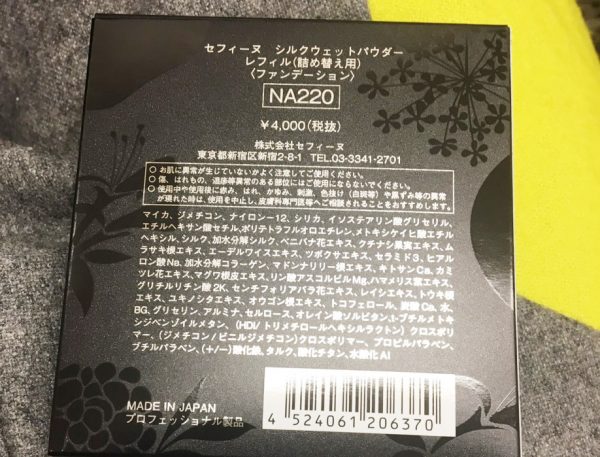 セフィーヌ シルクウェットパウダー
レフィル(詰め替え用)
〈ファンデーション〉
NA220
￥4,000(税抜)
株式会社セフィーヌ
東京都新宿区新宿2-8-1 TEL.03-3341-2701
○お肌に異常が生じていないかよく注意してご使用ください。
○傷、はれもの、湿疹等異常のある部位にはご使用にならないでください。
○使用中や使用後に赤み、はれ、かゆみ、刺激、色抜け(白斑等)や黒ずみ等の異常
が現れた時は、使用を中止し、皮膚科専門医等へご相談されることをおすすめします。
マイカ、ジメチコン、ナイロン－12、シリカ、イソステアリン酸グリセリル、
エチルヘキサン酸セチル、ポリテトラフルオロエチレン、メトキシケイヒ酸エチル
ヘキシル、シルク、加水分解シルク、ベニバナ花エキス、クチナシ果実エキス、ム
ラサキ根エキス、エーデルワイスエキス、ツボクサエキス、セラミド3、ヒアル
ロン酸Na、加水分解コラーゲン、マドンナリリー根エキス、キトサンCa、カミ
ツレ花エキス、マグワ根皮エキス、リン酸アスコルビルMg、ハマメリス葉エキス、
グリチルリチン酸2K、センチフォリアバラ花エキス、レイシエキス、トウキ根
エキス、ユキノシタエキス、オウゴン根エキス、トコフェロール、炭酸Ca、水、
BG、グリセリン、アルミナ、セルロース、オレイン酸ソルビタン、t-ブチルメトキ
シジベンゾイルメタン、(HDI/トリメチロールヘキシルラクトン)クロスポリ
マー、(ジメチコン/ビニルジメチコン)クロスポリマー、プロピルパラベン、
ブチルパラベン、(+/－)酸化鉄、タルク、酸化チタン、水酸化Al
MADE IN JAPAN
プロフェッショナル製品
4 524061 206370